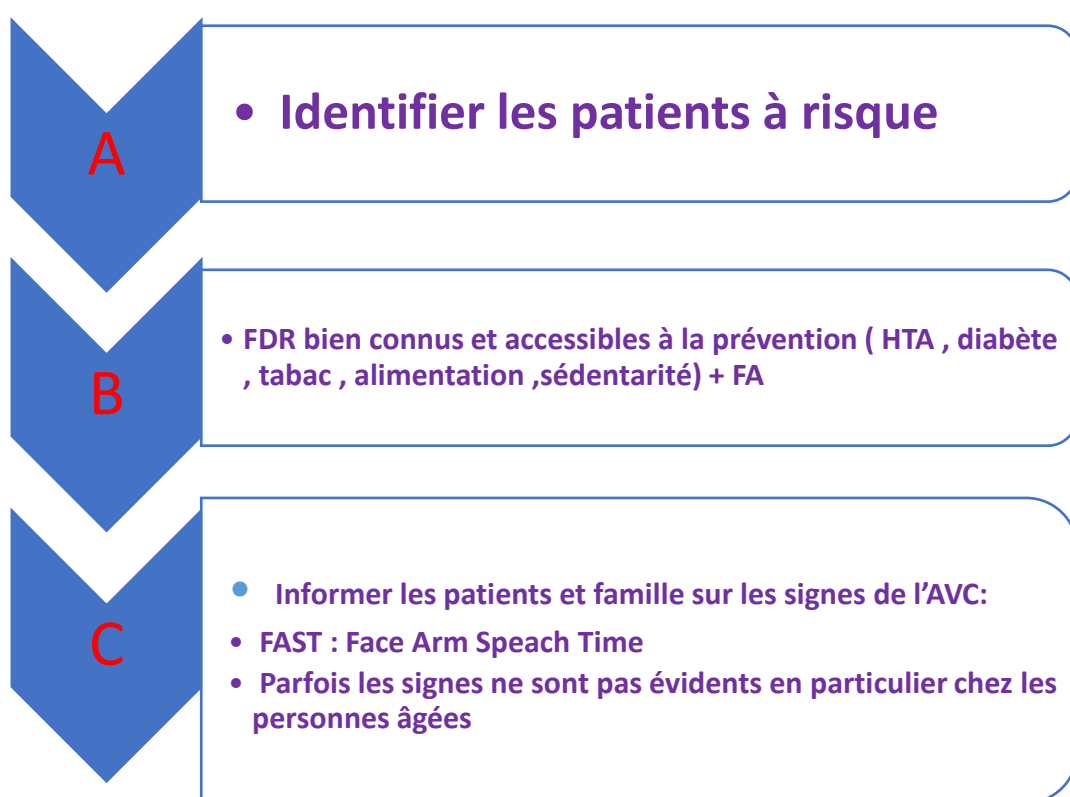 A
• Identifier les patients à risque
B
• FDR bien connus et accessibles à la prévention ( HTA , diabète
, tabac , alimentation ,sédentarité) + FA
C
• Informer les patients et famille sur les signes de l’AVC:
• FAST : Face Arm Speach Time
• Parfois les signes ne sont pas évidents en particulier chez les
personnes âgées